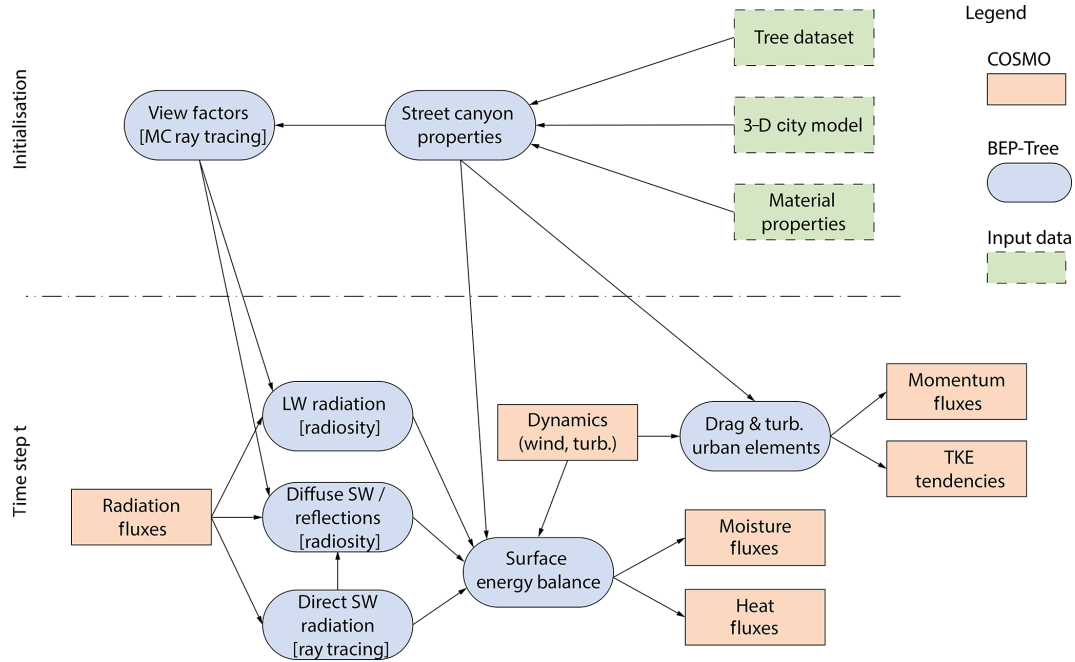 Legend
Initialisation
Tree dataset
COSMO
View factors
[MC ray tracing]
Street canyon
properties
3-D city model
BEP-Tree
Material
properties
Input data
Time step t
LW radiation
[radiosity]
Dynamics
(wind, turb.)
Drag & turb.
urban elements
Momentum
fluxes
TKE
tendencies
Radiation
fluxes
Diffuse SW /
reflections
[radiosity]
Surface
energy balance
Moisture
fluxes
Direct SW
radiation
[ray tracing]
Heat
fluxes